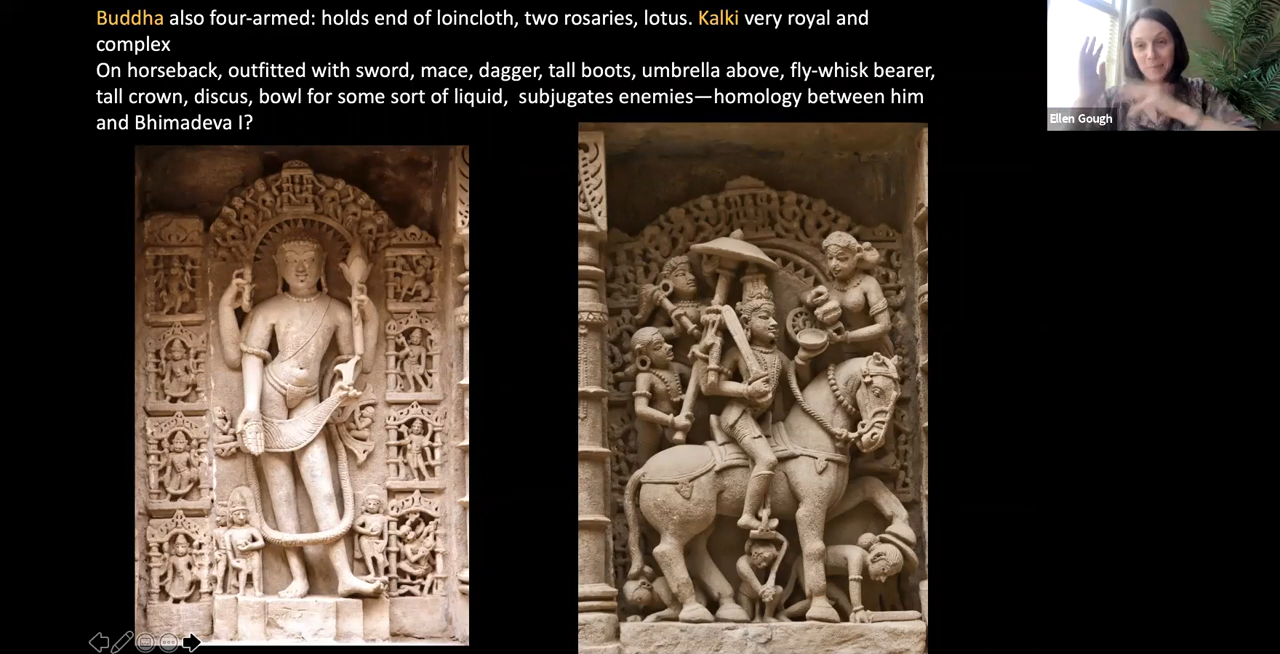 Buddha also four-armed: holds end of loincloth, two rosaries, lotus. Kalki very royal and
complex
On horseback, outfitted with sword, mace, dagger, tall boots, umbrella above, fly-whisk bearer,
tall crown, discus, bowl for some sort of liquid,  subjugates enemies—homology between him
and Bhimadeva I?
Ellen Gough